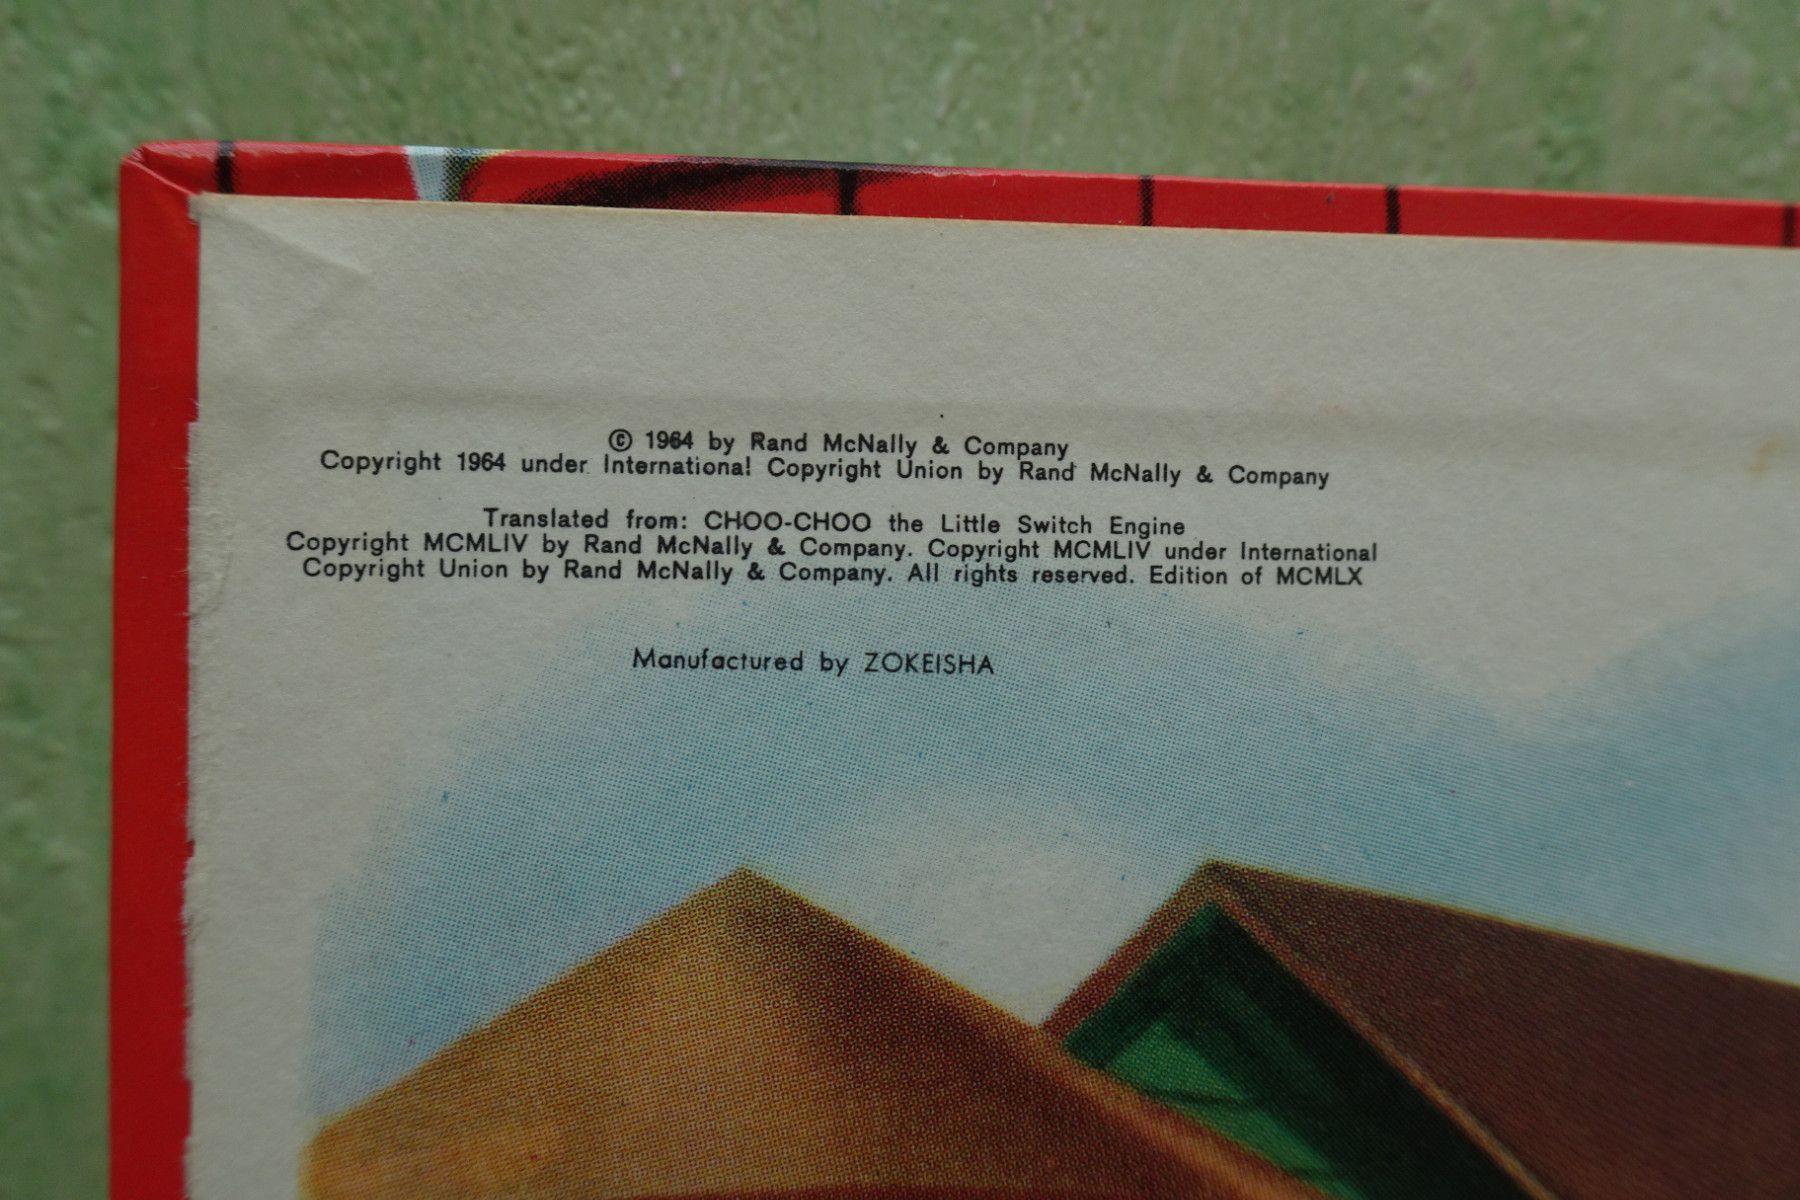 © 1964 by Rand McNally & Company
Copyright 1964 under International Copyright Union by Rand McNally & Company
Translated from: CHOO-CHOO the Little Switch Engine
Copyright MCMLIV by Rand McNally & Company. Copyright MCMLIV under International
Copyright Union by Rand McNally & Company. All rights reserved. Edition of MCMLX
Manufactured by ZOKEISHA